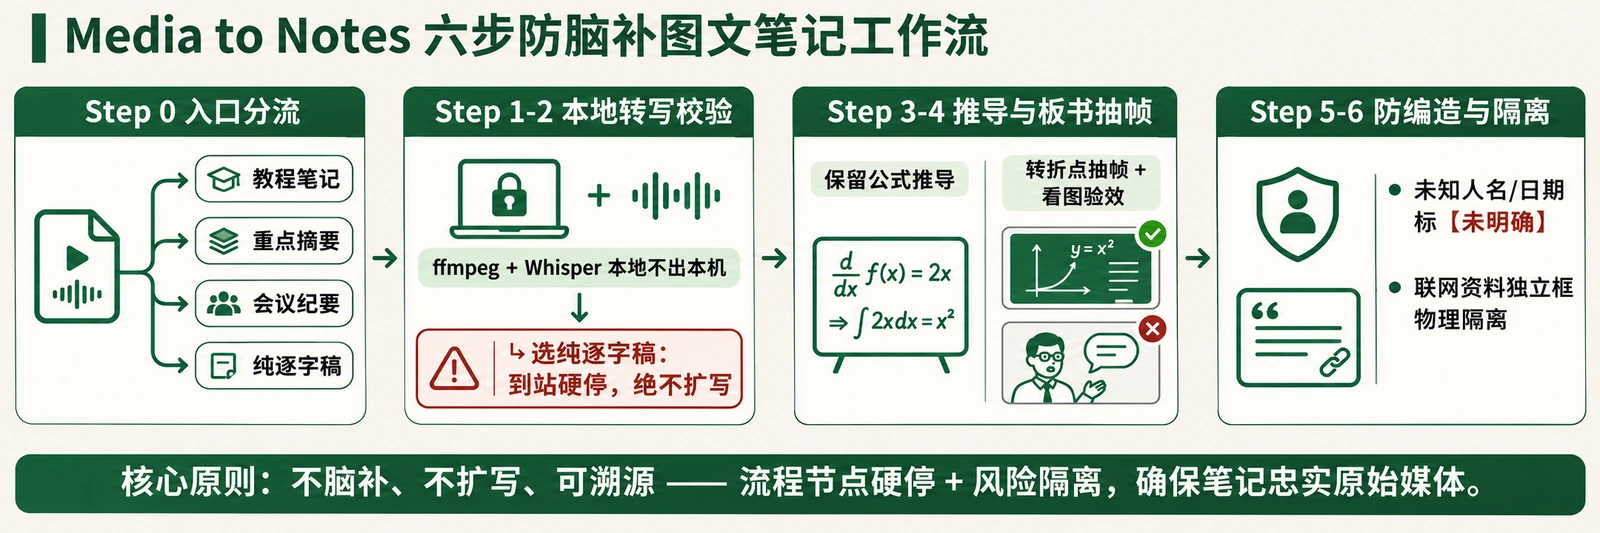 Media to Notes 六步防脑补图文笔记工作流
Step 0 入口分流
教程笔记
重点摘要
会议纪要
纯逐字稿
Step 1-2 本地转写校验
+
ffmpeg + Whisper 本地不出本机
↳ 选纯逐字稿：
到站硬停，绝不扩写
Step 3-4 推导与板书抽帧
保留公式推导
d/dx f(x) = 2x
⇒ ∫ 2xdx = x²
转折点抽帧 +
看图验效
y = x²
Step 5-6 防编造与隔离
未知人名/日期
标【未明确】
联网资料独立框
物理隔离
核心原则：不脑补、不扩写、可溯源 —— 流程节点硬停 + 风险隔离，确保笔记忠实原始媒体。